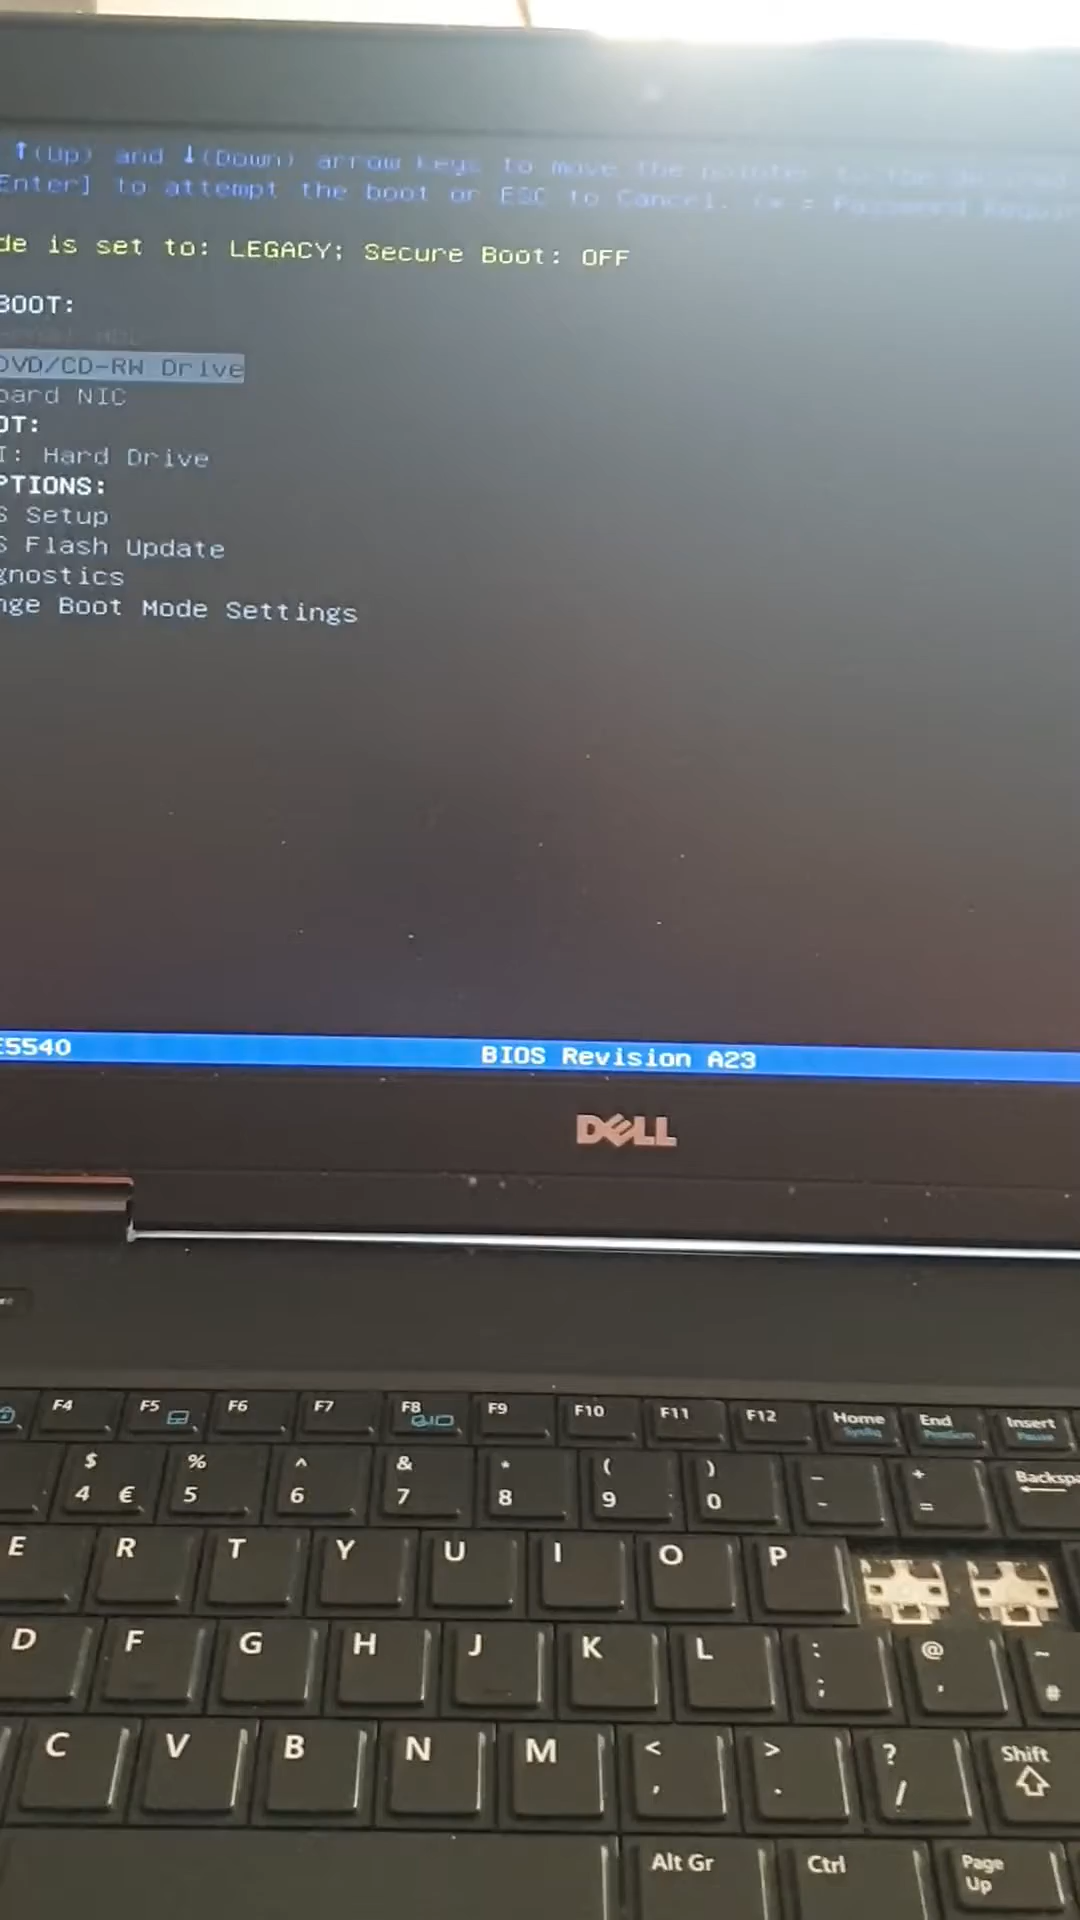 ↑(Up) and ↓(Down) arrow keys to move the pointer to the desired
Enter] to attempt the boot or ESC to Cancel. (* = Password Requir
de is set to: LEGACY; Secure Boot: OFF
BOOT:
DVD/CD-RW Drive
oard NIC
OT:
I: Hard Drive
PTIONS:
S Setup
S Flash Update
gnostics
nge Boot Mode Settings
E5540 BIOS Revision A23
DELL
F4 F5 F6 F7 F8 F9 F10 F11 F12 Home End Insert
SysRq Pause
$ % ^ & * ( ) _ + Backspa
4 € 5 6 7 8 9 0 - =
E R T Y U I O P
D F G H J K L : ; @ ' ~ #
C V B N M < , > . ? / Shift
Alt Gr Ctrl Page Up